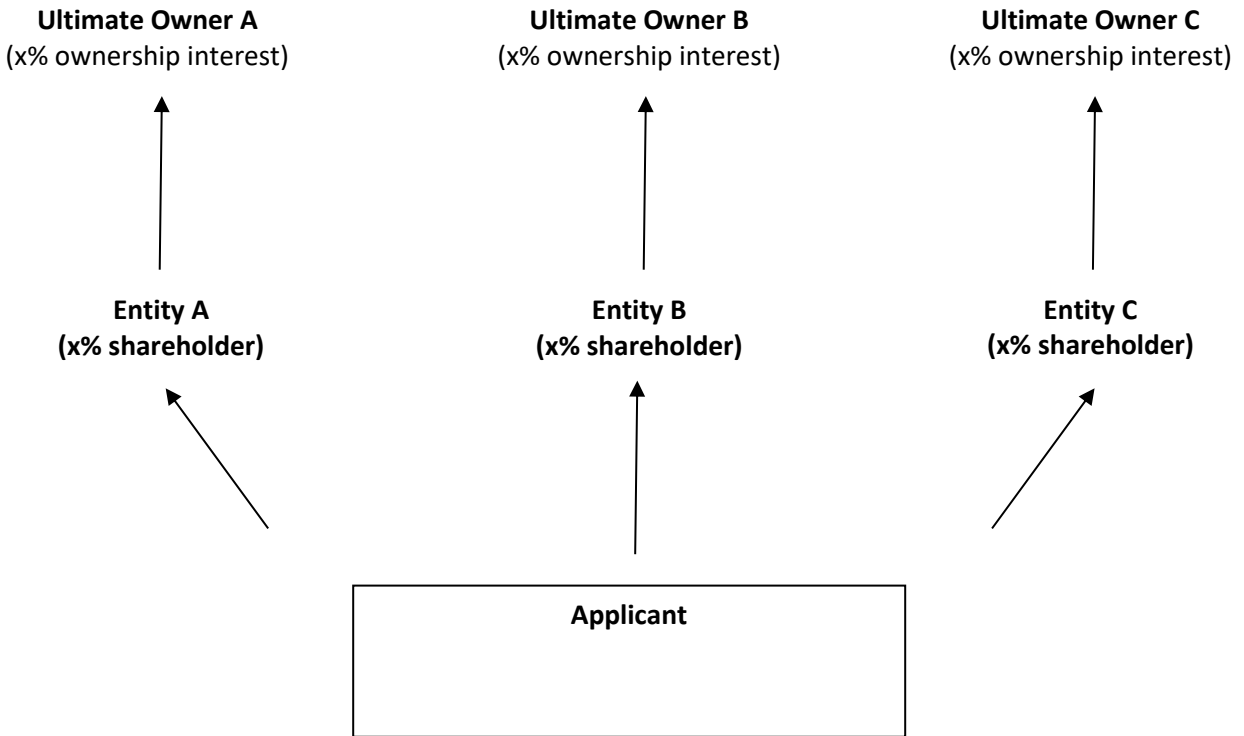 Ultimate Owner A
(x% ownership interest)
Ultimate Owner B
(x% ownership interest)
Ultimate Owner C
(x% ownership interest)
Entity A
(x% shareholder)
Entity B
(x% shareholder)
Entity C
(x% shareholder)
Applicant